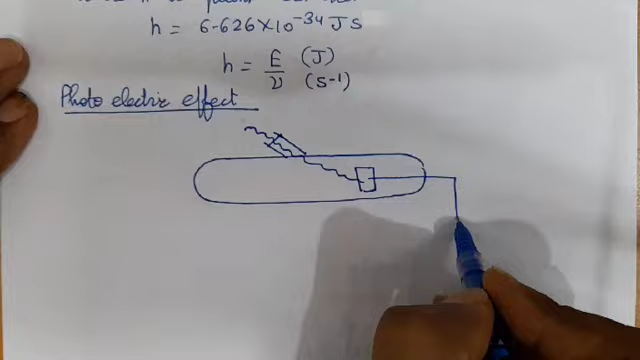 h = 6.626×10⁻³⁴ J s
h = E/ν (J)/(s-1)
Photo electric effect